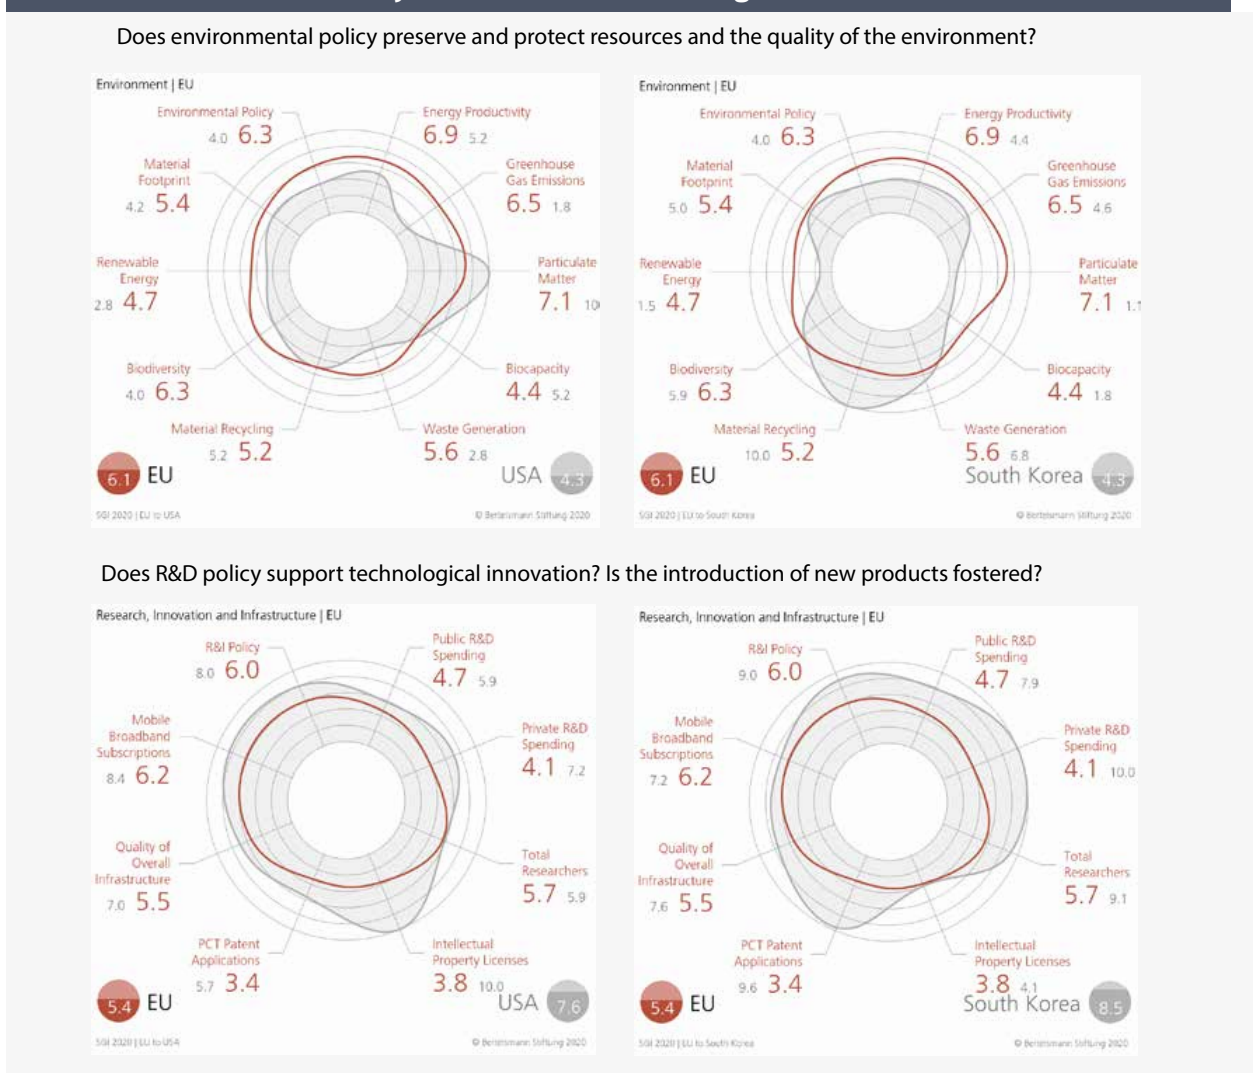 Does environmental policy preserve and protect resources and the quality of the environment?
Environment | EU
Environmental Policy
4.0 6.3
Energy Productivity
6.9 5.2
Material
Footprint
4.2 5.4
Greenhouse
Gas Emissions
6.5 1.8
Renewable
Energy
2.8 4.7
Particulate
Matter
7.1 10
Biodiversity
4.0 6.3
Biocapacity
4.4 5.2
Material Recycling
5.2 5.2
Waste Generation
5.6 2.8
6.1 EU
USA 4.3
SGI 2020 | EU to USA
© Bertelsmann Stiftung 2020
Environment | EU
Environmental Policy
4.0 6.3
Energy Productivity
6.9 4.4
Material
Footprint
5.0 5.4
Greenhouse
Gas Emissions
6.5 4.6
Renewable
Energy
1.5 4.7
Particulate
Matter
7.1 1.1
Biodiversity
5.9 6.3
Biocapacity
4.4 1.8
Material Recycling
10.0 5.2
Waste Generation
5.6 6.8
6.1 EU
South Korea 4.3
SGI 2020 | EU to South Korea
© Bertelsmann Stiftung 2020
Does R&D policy support technological innovation? Is the introduction of new products fostered?
Research, Innovation and Infrastructure | EU
R&I Policy
8.0 6.0
Public R&D
Spending
4.7 5.9
Mobile
Broadband
Subscriptions
8.4 6.2
Private R&D
Spending
4.1 7.2
Quality of
Overall
Infrastructure
7.0 5.5
Total
Researchers
5.7 5.9
PCT Patent
Applications
5.7 3.4
Intellectual
Property Licenses
3.8 10.0
5.4 EU
USA 7.6
SGI 2020 | EU to USA
© Bertelsmann Stiftung 2020
Research, Innovation and Infrastructure | EU
R&I Policy
9.0 6.0
Public R&D
Spending
4.7 7.9
Mobile
Broadband
Subscriptions
7.2 6.2
Private R&D
Spending
4.1 10.0
Quality of
Overall
Infrastructure
7.6 5.5
Total
Researchers
5.7 9.1
PCT Patent
Applications
9.6 3.4
Intellectual
Property Licenses
3.8 4.1
5.4 EU
South Korea 8.5
SGI 2020 | EU to South Korea
© Bertelsmann Stiftung 2020